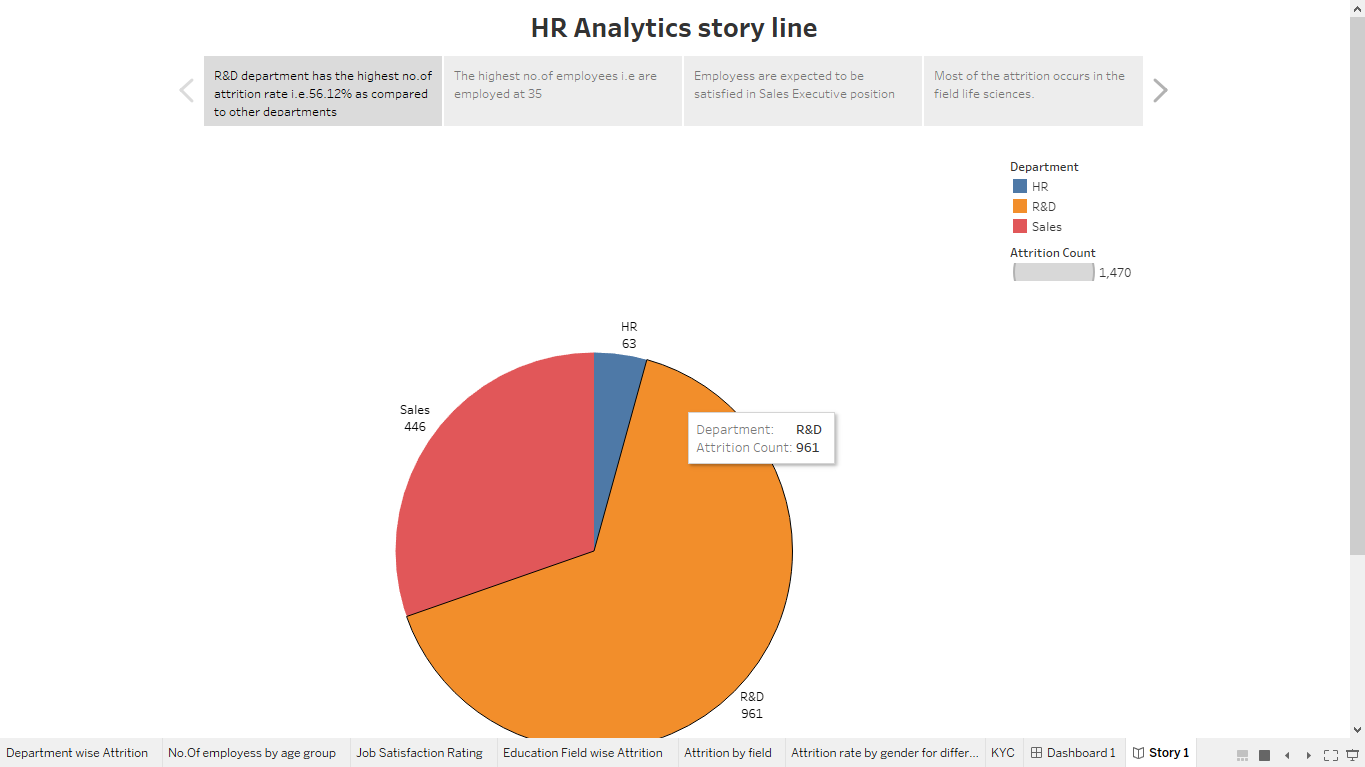 HR Analytics story line
R&D department has the highest no.of
attrition rate i.e.56.12% as compared
to other departments
The highest no.of employees i.e are
employed at 35
Employess are expected to be
satisfied in Sales Executive position
Most of the attrition occurs in the
field life sciences.
Department
HR
R&D
Sales
Attrition Count
1,470
HR
63
Sales
446
Department: R&D
Attrition Count: 961
R&D
961
Department wise Attrition
No.Of employess by age group
Job Satisfaction Rating
Education Field wise Attrition
Attrition by field
Attrition rate by gender for differ...
KYC
Dashboard 1
Story 1